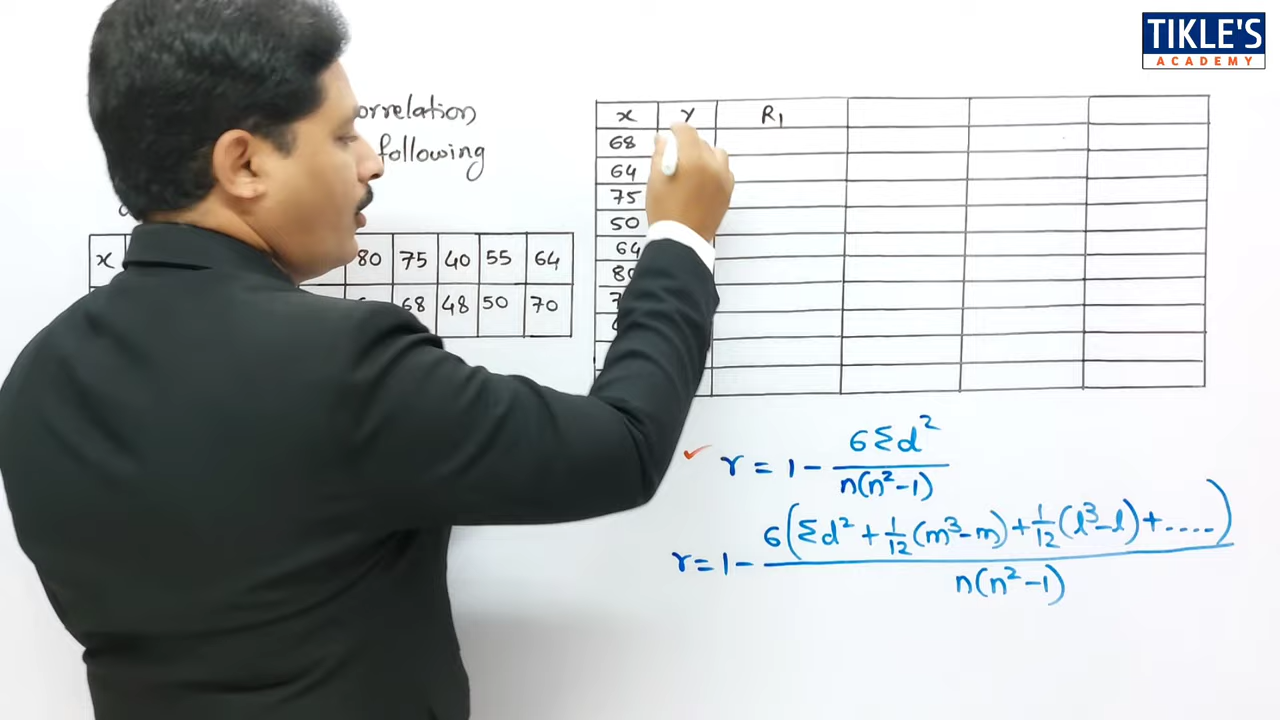 TIKLE'S
ACADEMY
orrelation
following
x 80 75 40 55 64
68 48 50 70
x Y R₁
68
64
75
50
64
r = 1 - 6Σd² / n(n²-1)
r = 1 - 6(Σd² + 1/12(m³-m) + 1/12(l³-l) + ....) / n(n²-1)